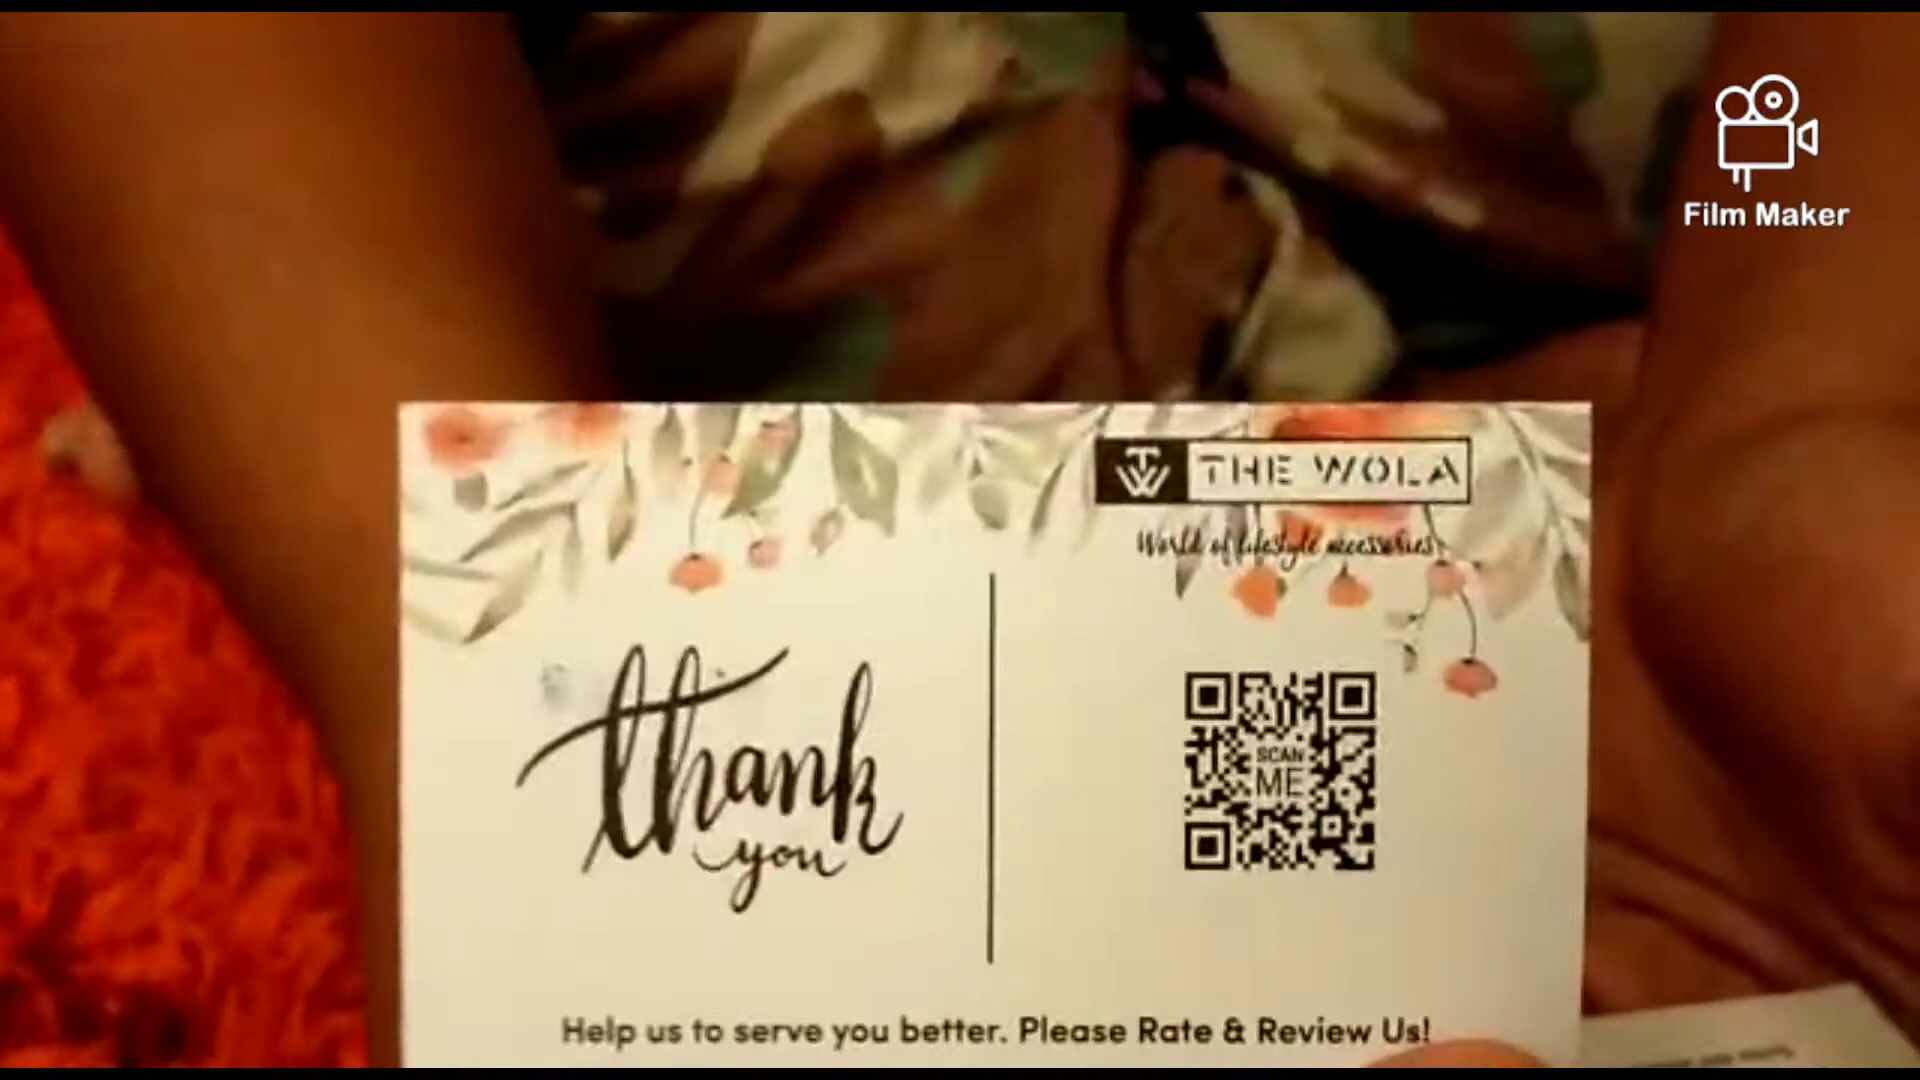 Film Maker
TW THE WOLA
World of lifestyle accessories
thank
you
SCAN
ME
Help us to serve you better. Please Rate & Review Us!